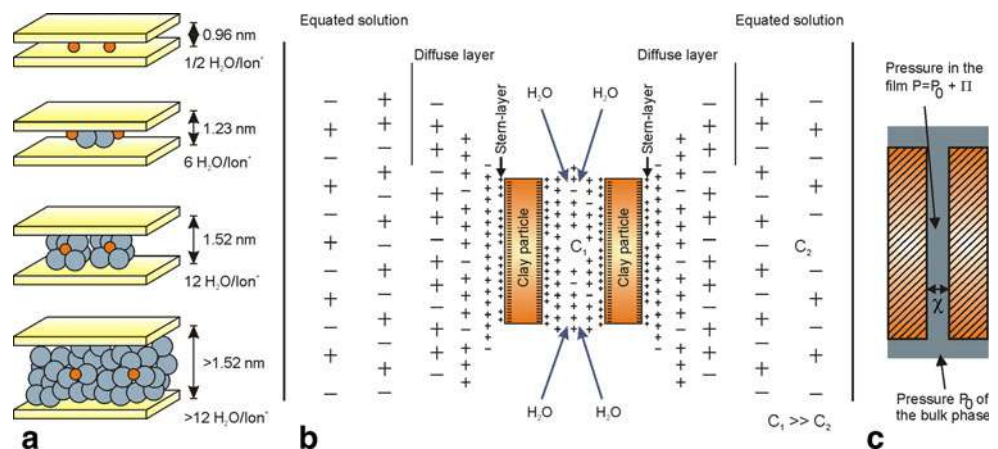 0.96 nm
1/2 H₂O/Ion⁻
1.23 nm
6 H₂O/Ion⁻
1.52 nm
12 H₂O/Ion⁻
>1.52 nm
>12 H₂O/Ion⁻
a
Equated solution
Equated solution
Diffuse layer
Diffuse layer
Stern-layer
H₂O
H₂O
Stern-layer
Clay particle
C₁
Clay particle
C₂
H₂O
H₂O
C₁ >> C₂
b
Pressure in the
film P=P₀ + Π
χ
Pressure P₀ of
the bulk phase
c